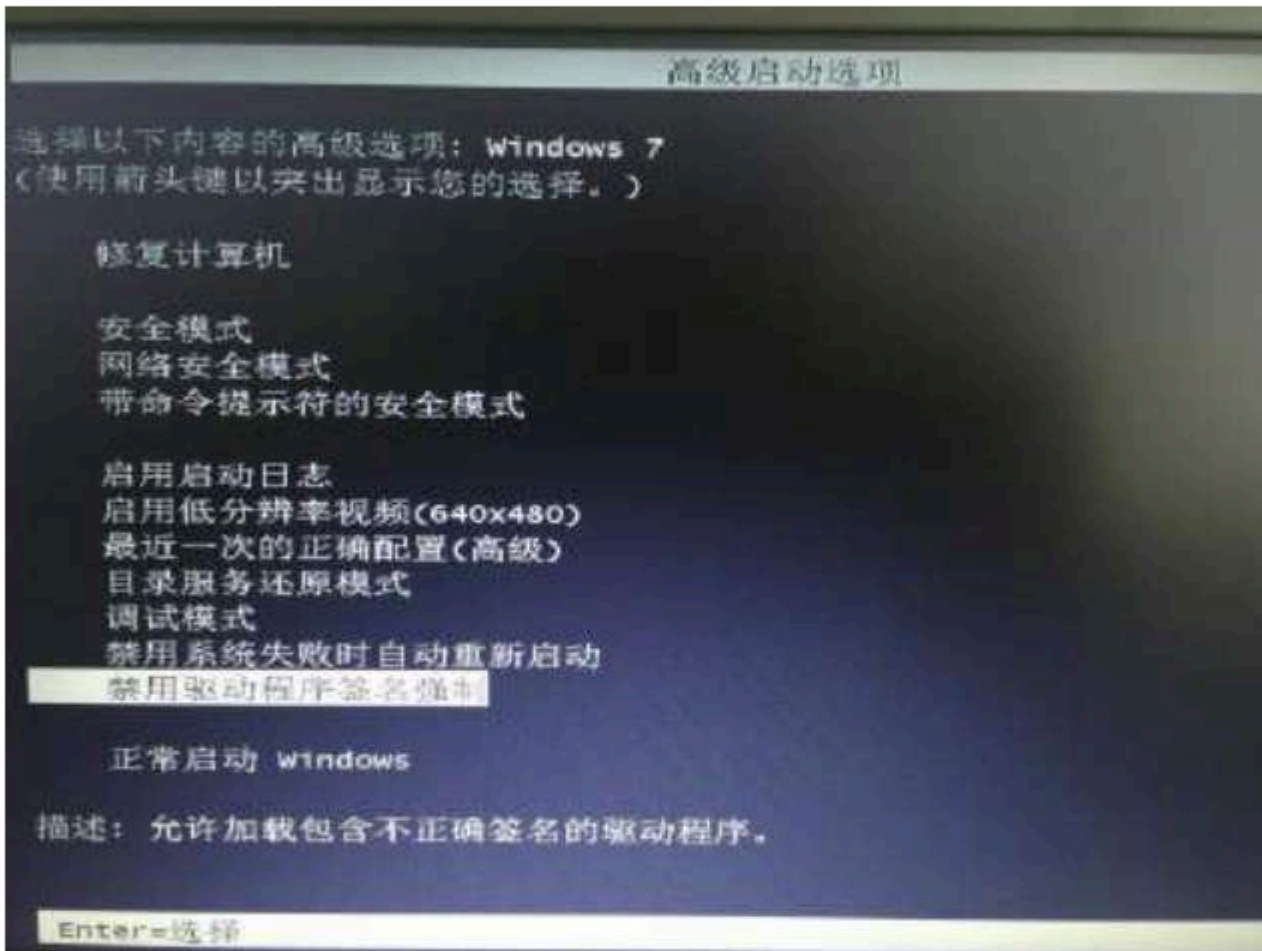 高级启动选项
选择以下内容的高级选项: Windows 7
(使用箭头键以突出显示您的选择。)
修复计算机
安全模式
网络安全模式
带命令提示符的安全模式
启用启动日志
启用低分辨率视频(640x480)
最近一次的正确配置(高级)
目录服务还原模式
调试模式
禁用系统失败时自动重新启动
禁用驱动程序签名强制
正常启动 Windows
描述: 允许加载包含不正确签名的驱动程序。
Enter=选择